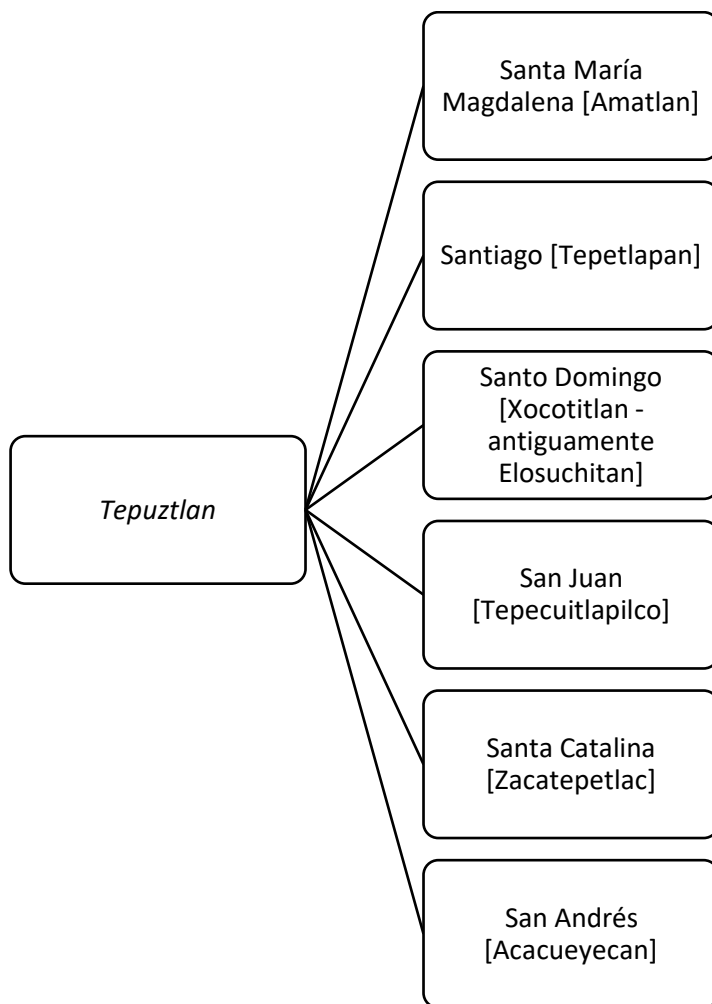 Santa María
Magdalena [Amatlan]
Santiago [Tepetlapan]
Santo Domingo
[Xocotitlan -
antiguamente
Elosuchitan]
Tepuztlan
San Juan
[Tepecuitlapilco]
Santa Catalina
[Zacatepetlac]
San Andrés
[Acacueyecan]